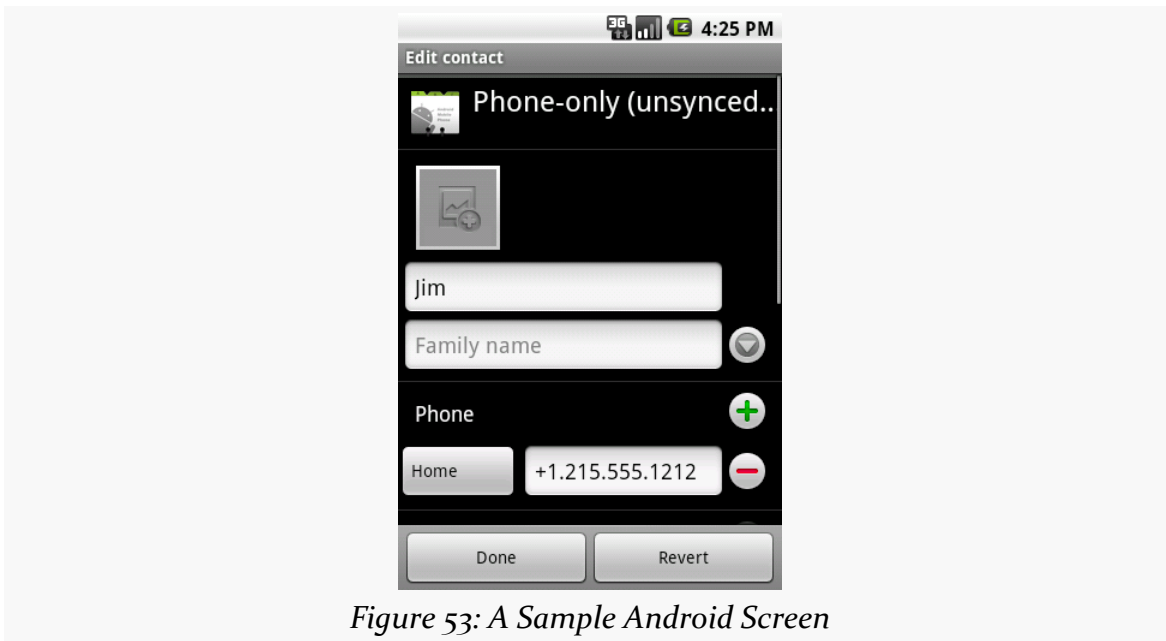 3G 4:25 PM
Edit contact
Phone-only (unsynced..
Jim
Family name
Phone
Home +1.215.555.1212
Done Revert
Figure 53: A Sample Android Screen